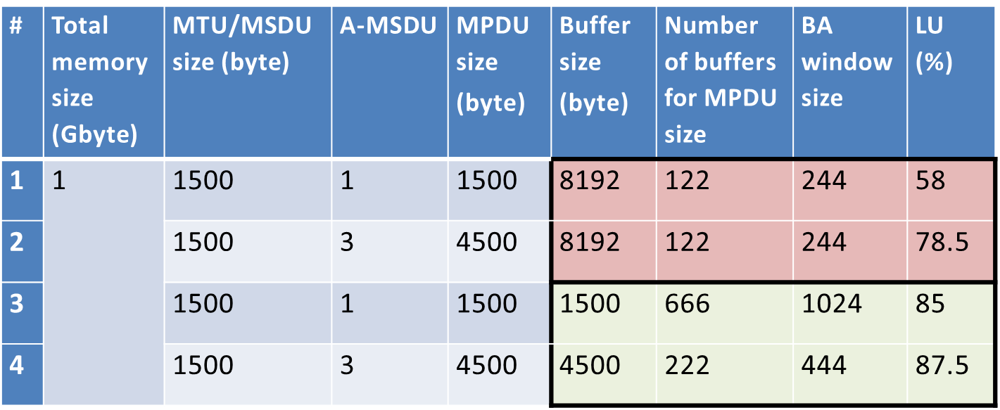 # Total memory size (Gbyte) MTU/MSDU size (byte) A-MSDU MPDU size (byte) Buffer size (byte) Number of buffers for MPDU size BA window size LU (%)
1 1 1500 1 1500 8192 122 244 58
2 1500 3 4500 8192 122 244 78.5
3 1500 1 1500 1500 666 1024 85
4 1500 3 4500 4500 222 444 87.5